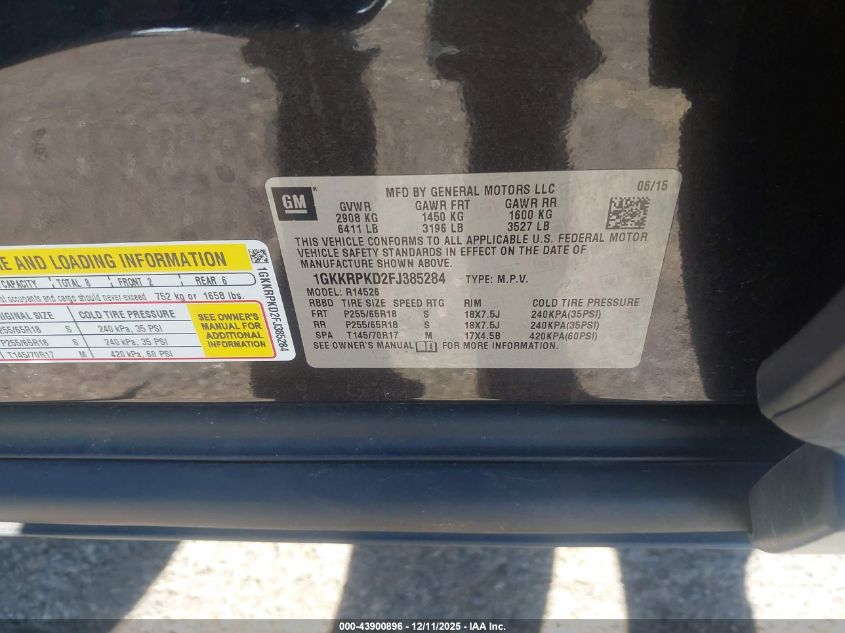 GM
MFD BY GENERAL MOTORS LLC
06/15
GVWR GAWR FRT GAWR RR
2908 KG 1450 KG 1600 KG
6411 LB 3196 LB 3527 LB
THIS VEHICLE CONFORMS TO ALL APPLICABLE U.S. FEDERAL MOTOR
VEHICLE SAFETY STANDARDS IN EFFECT ON THE DATE OF
MANUFACTURE SHOWN ABOVE.
1GKKRPKD2FJ385284 TYPE: M.P.V.
MODEL: R14526
RBBD TIRE SIZE SPEED RTG RIM COLD TIRE PRESSURE
FRT P255/65R18 S 18X7.5J 240KPA(35PSI)
RR P255/65R18 S 18X7.5J 240KPA(35PSI)
SPA T145/70R17 M 17X4.5B 420KPA(60PSI)
SEE OWNER'S MANUAL FOR MORE INFORMATION.
E AND LOADING INFORMATION
CAPACITY TOTAL 8 FRONT 2 REAR 6
of occupants and cargo should never exceed 752 kg or 1658 lbs.
ORIGINAL SIZE COLD TIRE PRESSURE
P255/65R18 S 240 kPa, 35 PSI
P255/65R18 S 240 kPa, 35 PSI
T145/70R17 M 420 kPa, 60 PSI
SEE OWNER'S
MANUAL FOR
ADDITIONAL
INFORMATION
1GKKRPKD2FJ385284
000-43900896 - 12/11/2025 - IAA Inc.